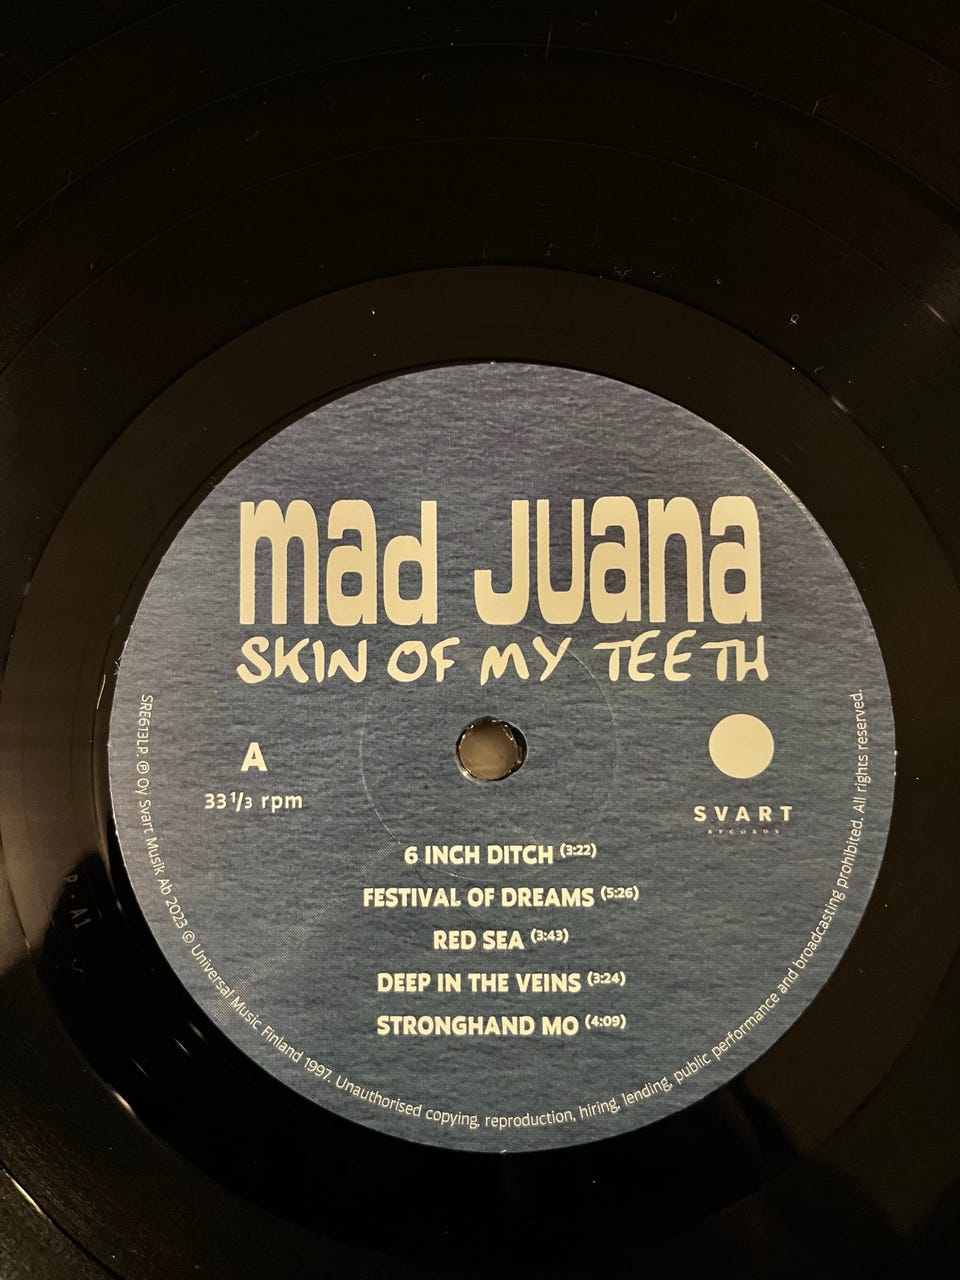 mad Juana
SKIN OF MY TEETH
A
33 1/3 rpm
SVART
RECORDS
6 INCH DITCH (3:22)
FESTIVAL OF DREAMS (5:26)
RED SEA (3:43)
DEEP IN THE VEINS (3:24)
STRONGHAND MO (4:09)
SRE613LP. ℗ Oy Svart Musik Ab 2023 © Universal Music Finland 1997. Unauthorised copying, reproduction, hiring, lending, public performance and broadcasting prohibited. All rights reserved.
A1